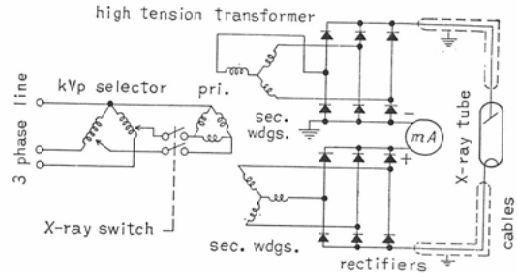 high tension transformer
kVp selector
pri.
3 phase line
sec.
wdgs.
−
mA
+
X-ray tube
X-ray switch
sec. wdgs.
rectifiers
cables